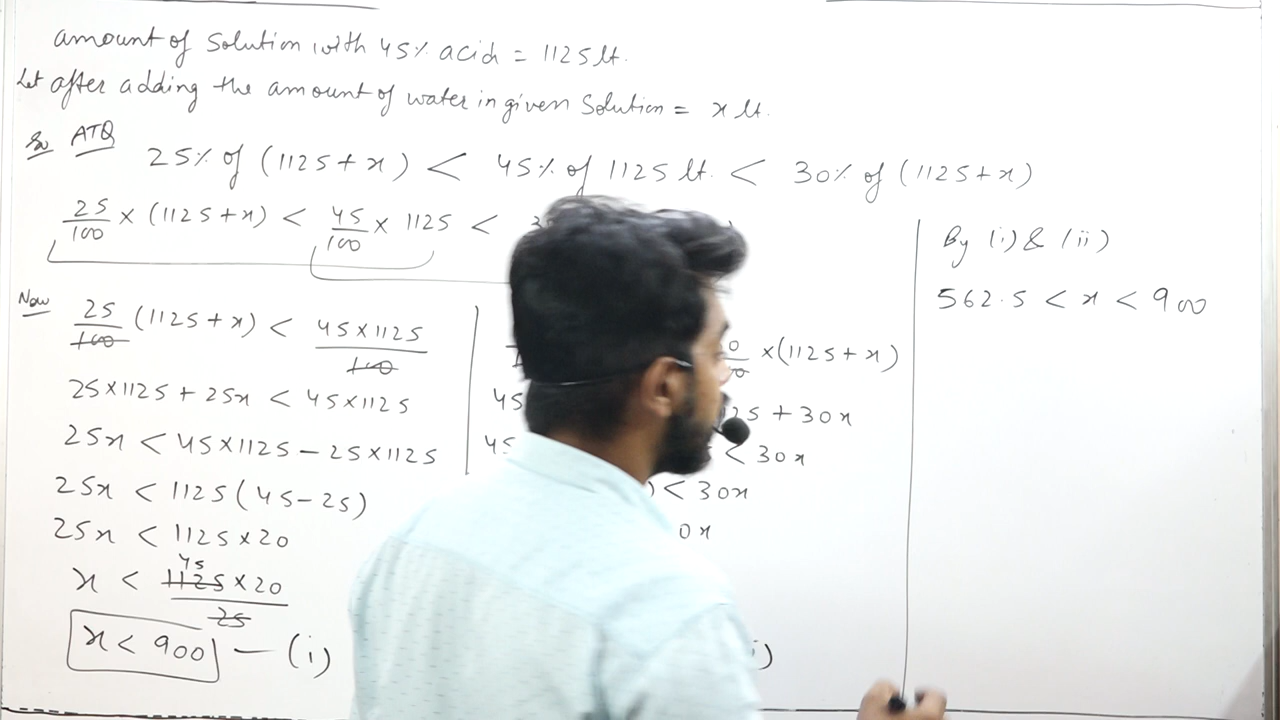 amount of Solution with 45% acid = 1125 lt.
Let after adding the amount of water in given Solution = x lt.
So ATQ
25% of (1125 + x) < 45% of 1125 lt. < 30% of (1125 + x)
25/100 × (1125 + x) < 45/100 × 1125 <
Now 25/100 (1125 + x) < 45 × 1125/100
25 × 1125 + 25x < 45 × 1125
25x < 45 × 1125 – 25 × 1125
25x < 1125 (45 – 25)
25x < 1125 × 20
45
x < 1125 × 20/25
x < 900 — (i)
× (1125 + x)
45 + 30x
45 < 30x
) < 30x
0x
i)
By (i) & (ii)
562.5 < x < 900